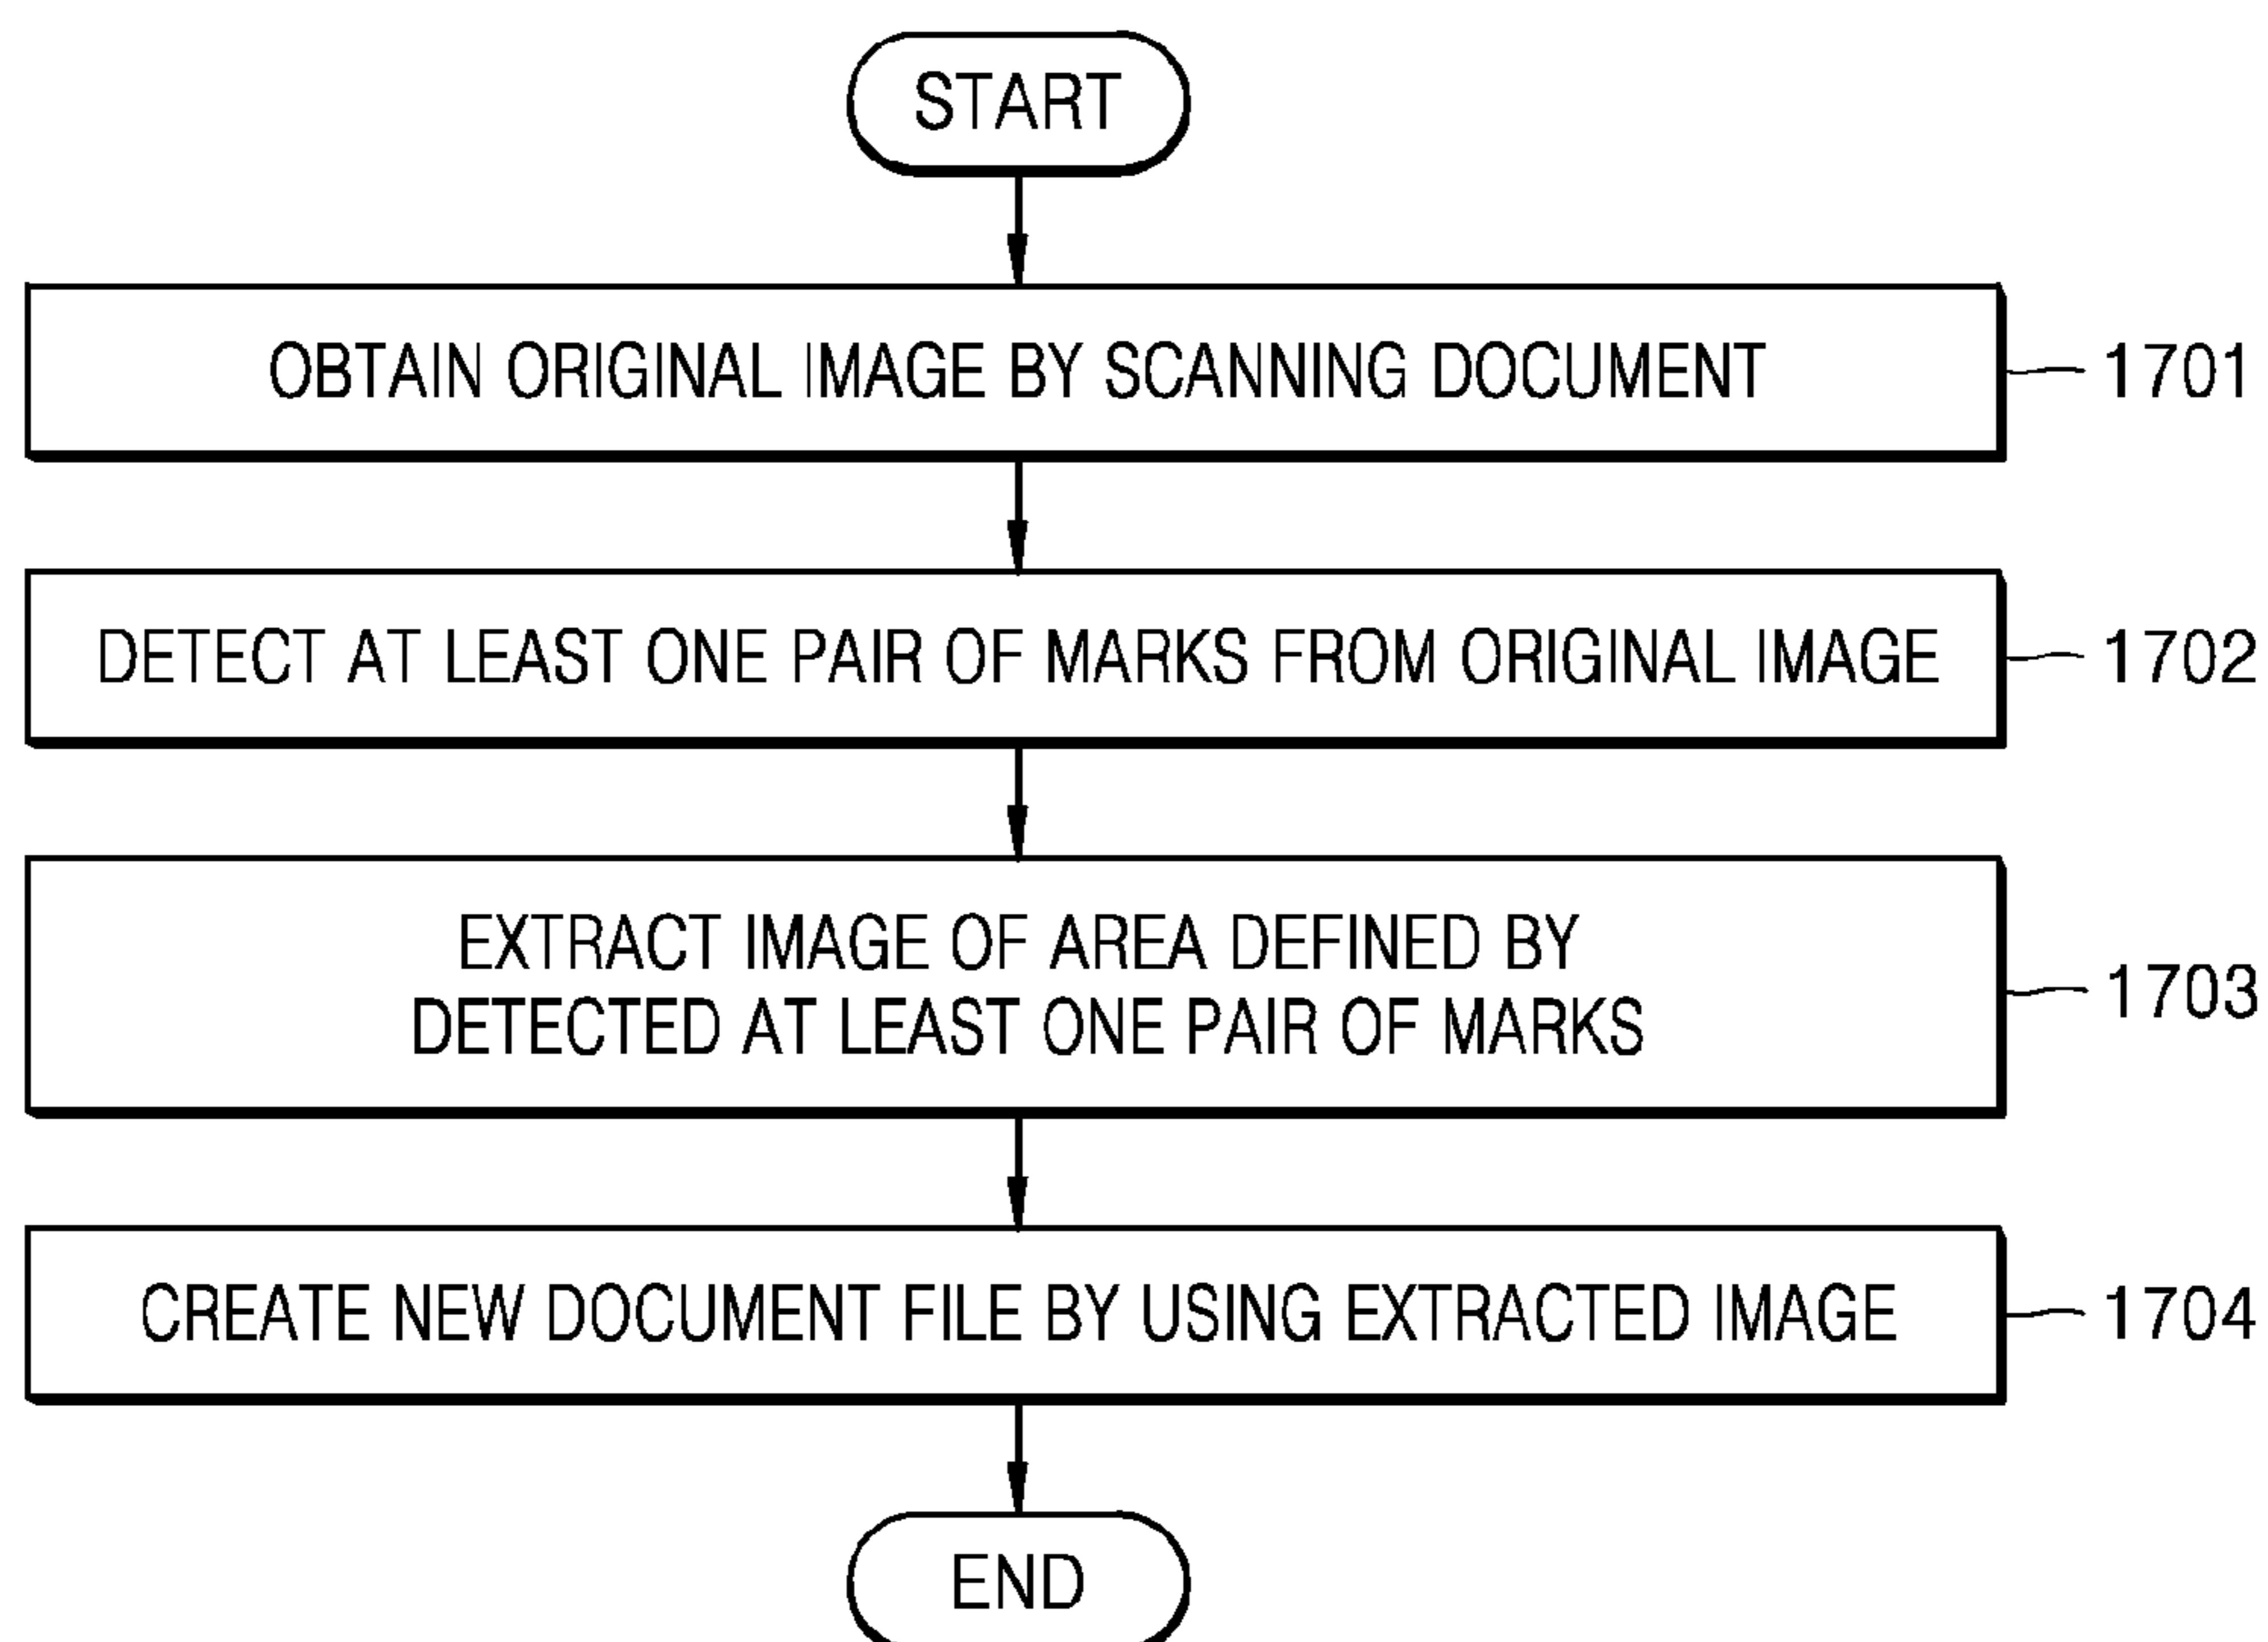 START
OBTAIN ORIGINAL IMAGE BY SCANNING DOCUMENT
1701
DETECT AT LEAST ONE PAIR OF MARKS FROM ORIGINAL IMAGE
1702
EXTRACT IMAGE OF AREA DEFINED BY
DETECTED AT LEAST ONE PAIR OF MARKS
1703
CREATE NEW DOCUMENT FILE BY USING EXTRACTED IMAGE
1704
END